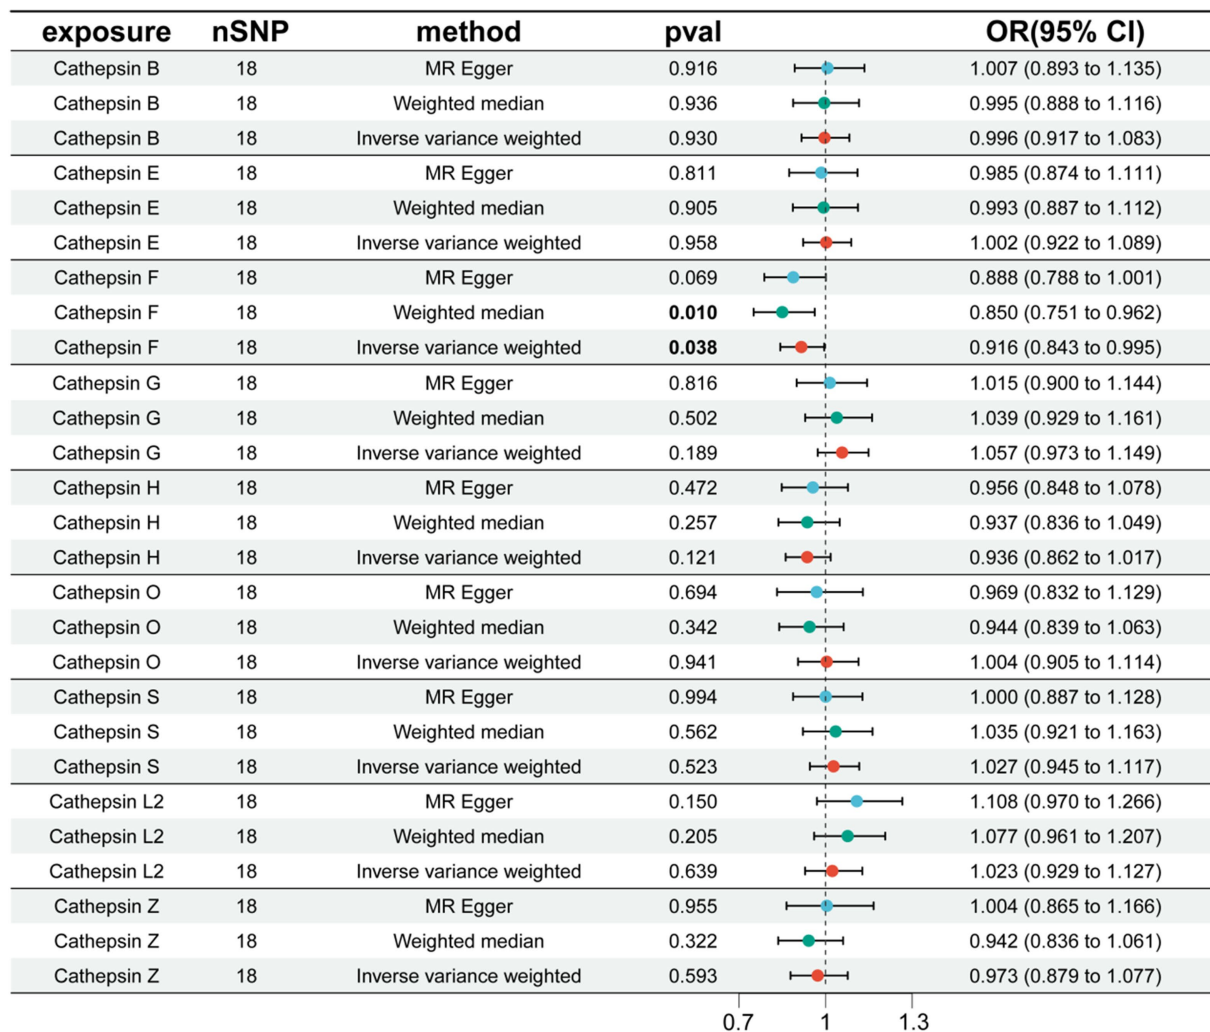 exposure nSNP method pval OR(95% CI)
Cathepsin B 18 MR Egger 0.916 1.007 (0.893 to 1.135)
Cathepsin B 18 Weighted median 0.936 0.995 (0.888 to 1.116)
Cathepsin B 18 Inverse variance weighted 0.930 0.996 (0.917 to 1.083)
Cathepsin E 18 MR Egger 0.811 0.985 (0.874 to 1.111)
Cathepsin E 18 Weighted median 0.905 0.993 (0.887 to 1.112)
Cathepsin E 18 Inverse variance weighted 0.958 1.002 (0.922 to 1.089)
Cathepsin F 18 MR Egger 0.069 0.888 (0.788 to 1.001)
Cathepsin F 18 Weighted median 0.010 0.850 (0.751 to 0.962)
Cathepsin F 18 Inverse variance weighted 0.038 0.916 (0.843 to 0.995)
Cathepsin G 18 MR Egger 0.816 1.015 (0.900 to 1.144)
Cathepsin G 18 Weighted median 0.502 1.039 (0.929 to 1.161)
Cathepsin G 18 Inverse variance weighted 0.189 1.057 (0.973 to 1.149)
Cathepsin H 18 MR Egger 0.472 0.956 (0.848 to 1.078)
Cathepsin H 18 Weighted median 0.257 0.937 (0.836 to 1.049)
Cathepsin H 18 Inverse variance weighted 0.121 0.936 (0.862 to 1.017)
Cathepsin O 18 MR Egger 0.694 0.969 (0.832 to 1.129)
Cathepsin O 18 Weighted median 0.342 0.944 (0.839 to 1.063)
Cathepsin O 18 Inverse variance weighted 0.941 1.004 (0.905 to 1.114)
Cathepsin S 18 MR Egger 0.994 1.000 (0.887 to 1.128)
Cathepsin S 18 Weighted median 0.562 1.035 (0.921 to 1.163)
Cathepsin S 18 Inverse variance weighted 0.523 1.027 (0.945 to 1.117)
Cathepsin L2 18 MR Egger 0.150 1.108 (0.970 to 1.266)
Cathepsin L2 18 Weighted median 0.205 1.077 (0.961 to 1.207)
Cathepsin L2 18 Inverse variance weighted 0.639 1.023 (0.929 to 1.127)
Cathepsin Z 18 MR Egger 0.955 1.004 (0.865 to 1.166)
Cathepsin Z 18 Weighted median 0.322 0.942 (0.836 to 1.061)
Cathepsin Z 18 Inverse variance weighted 0.593 0.973 (0.879 to 1.077)
0.7 1 1.3